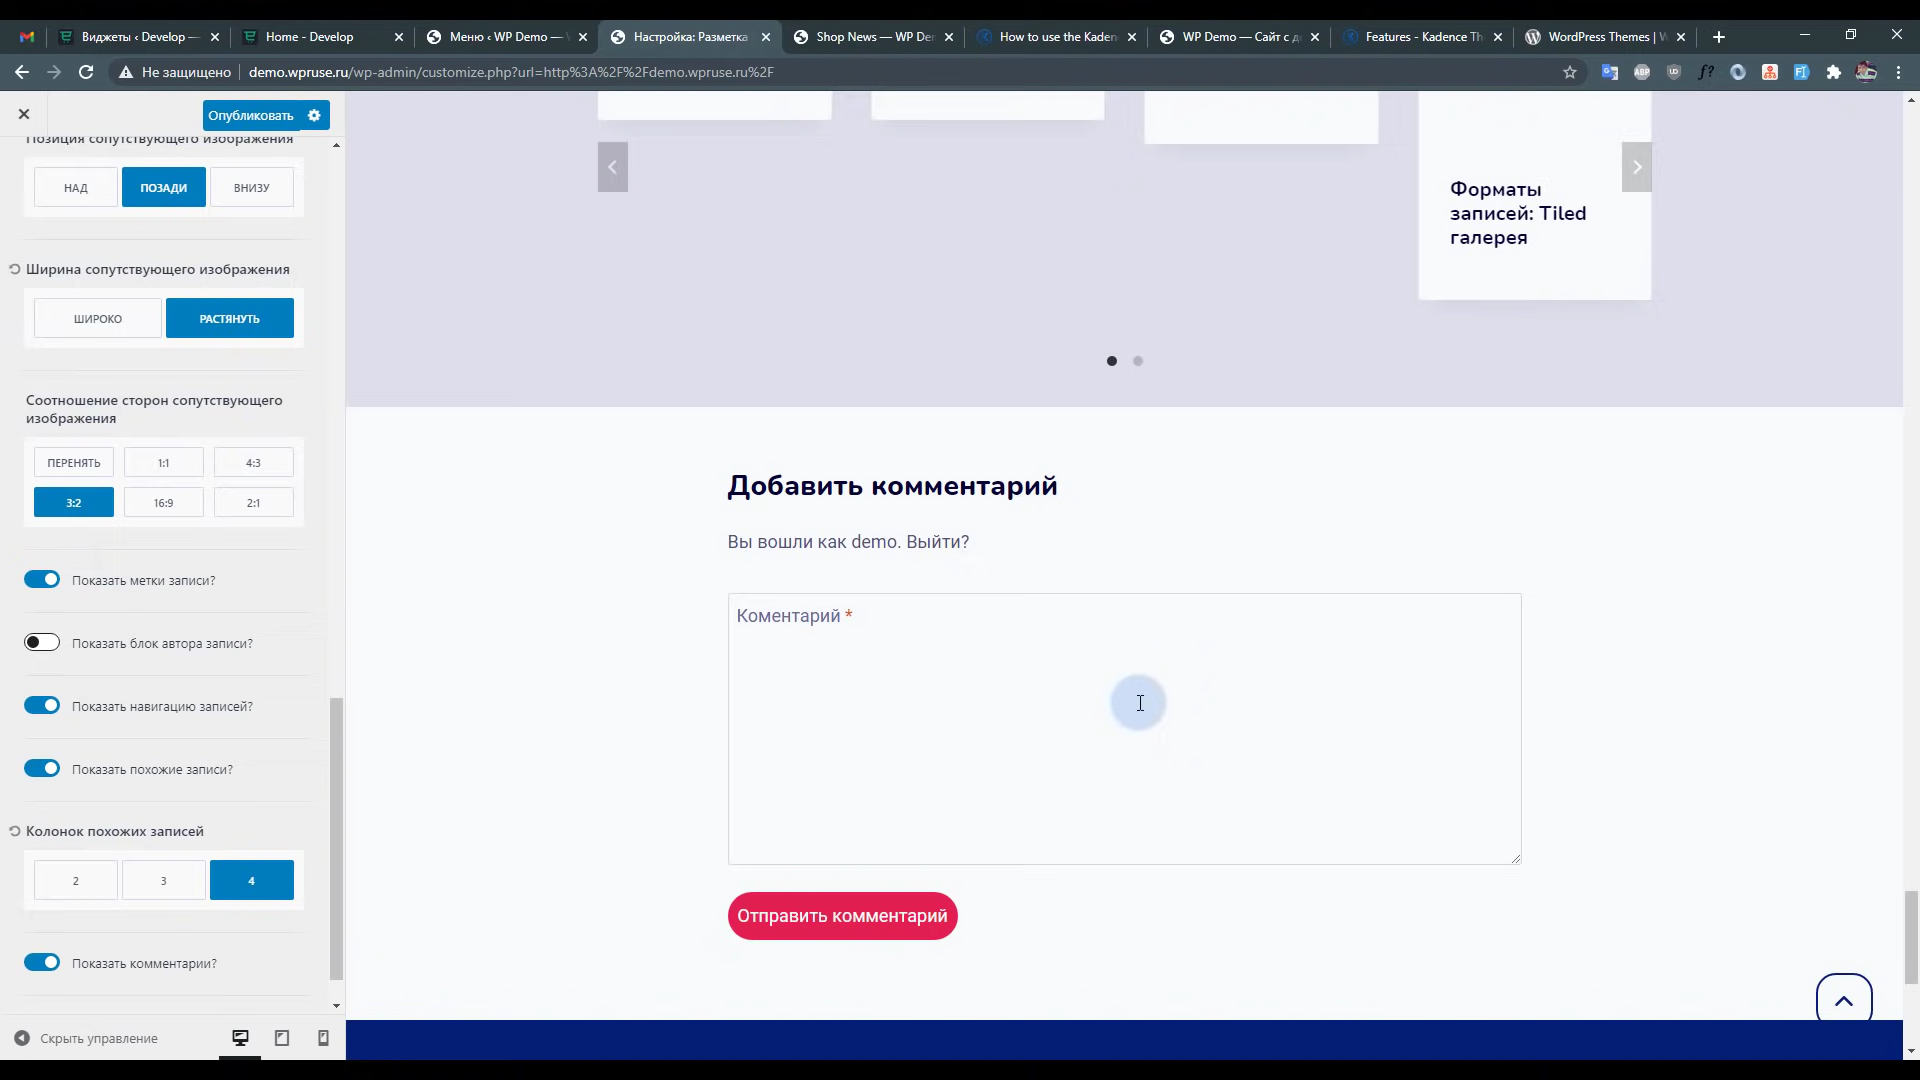 Виджеты ‹ Develop —
Home - Develop
Меню ‹ WP Demo —
Настройка: Разметка
Shop News — WP De
How to use the Kaden
WP Demo — Сайт с д
Features - Kadence Th
WordPress Themes |
Не защищено
demo.wpruse.ru/wp-admin/customize.php?url=http%3A%2F%2Fdemo.wpruse.ru%2F
Опубликовать
Позиция сопутствующего изображения
НАД
ПОЗАДИ
ВНИЗУ
Ширина сопутствующего изображения
ШИРОКО
РАСТЯНУТЬ
Соотношение сторон сопутствующего
изображения
ПЕРЕНЯТЬ
1:1
4:3
3:2
16:9
2:1
Показать метки записи?
Показать блок автора записи?
Показать навигацию записей?
Показать похожие записи?
Колонок похожих записей
2
3
4
Показать комментарии?
Скрыть управление
Форматы
записей: Tiled
галерея
Добавить комментарий
Вы вошли как demo. Выйти?
Коментарий *
Отправить комментарий